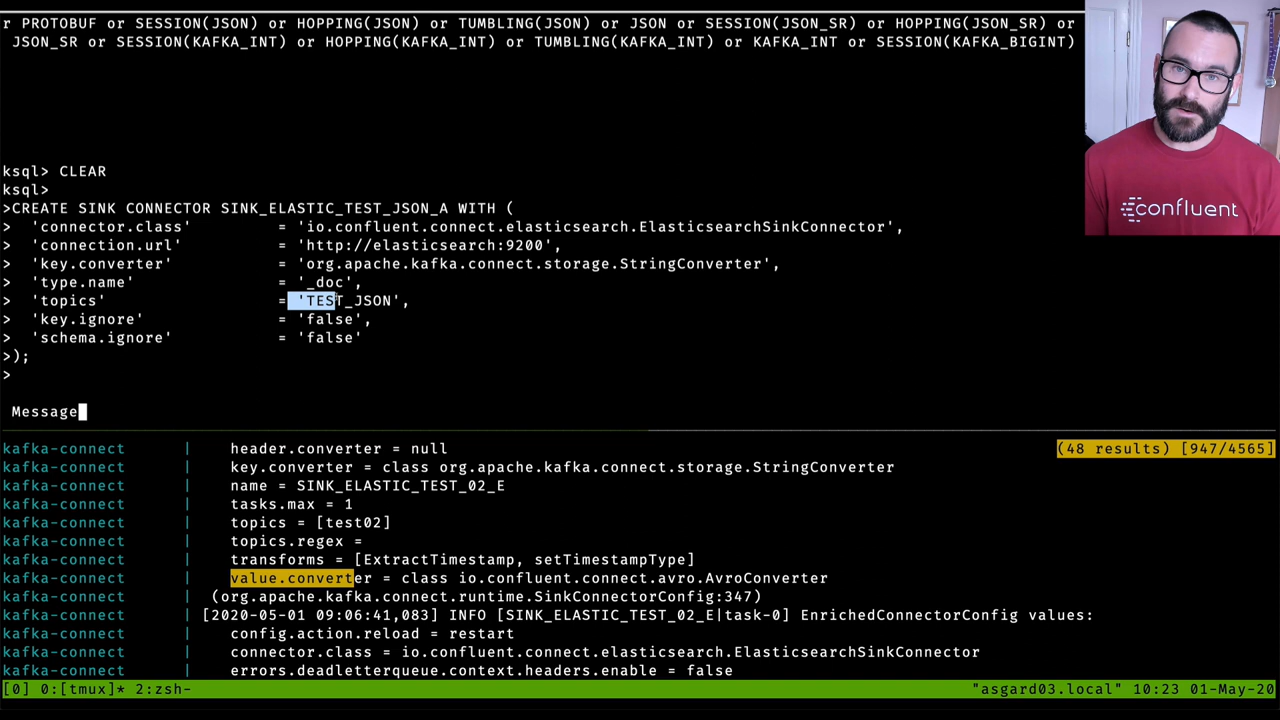 r PROTOBUF or SESSION(JSON) or HOPPING(JSON) or TUMBLING(JSON) or JSON or SESSION(JSON_SR) or HOPPING(JSON_SR) or
JSON_SR or SESSION(KAFKA_INT) or HOPPING(KAFKA_INT) or TUMBLING(KAFKA_INT) or KAFKA_INT or SESSION(KAFKA_BIGINT)
confluent
ksql> CLEAR
ksql>
>CREATE SINK CONNECTOR SINK_ELASTIC_TEST_JSON_A WITH (
>  'connector.class'          = 'io.confluent.connect.elasticsearch.ElasticsearchSinkConnector',
>  'connection.url'           = 'http://elasticsearch:9200',
>  'key.converter'            = 'org.apache.kafka.connect.storage.StringConverter',
>  'type.name'                = '_doc',
>  'topics'                   = 'TEST_JSON',
>  'key.ignore'               = 'false',
>  'schema.ignore'            = 'false'
>);
>
Message
kafka-connect      |    header.converter = null (48 results) [947/4565]
kafka-connect      |    key.converter = class org.apache.kafka.connect.storage.StringConverter
kafka-connect      |    name = SINK_ELASTIC_TEST_02_E
kafka-connect      |    tasks.max = 1
kafka-connect      |    topics = [test02]
kafka-connect      |    topics.regex =
kafka-connect      |    transforms = [ExtractTimestamp, setTimestampType]
kafka-connect      |    value.converter = class io.confluent.connect.avro.AvroConverter
kafka-connect      |  (org.apache.kafka.connect.runtime.SinkConnectorConfig:347)
kafka-connect      | [2020-05-01 09:06:41,083] INFO [SINK_ELASTIC_TEST_02_E|task-0] EnrichedConnectorConfig values:
kafka-connect      |    config.action.reload = restart
kafka-connect      |    connector.class = io.confluent.connect.elasticsearch.ElasticsearchSinkConnector
kafka-connect      |    errors.deadletterqueue.context.headers.enable = false
[0] 0:[tmux]* 2:zsh- "asgard03.local" 10:23 01-May-20